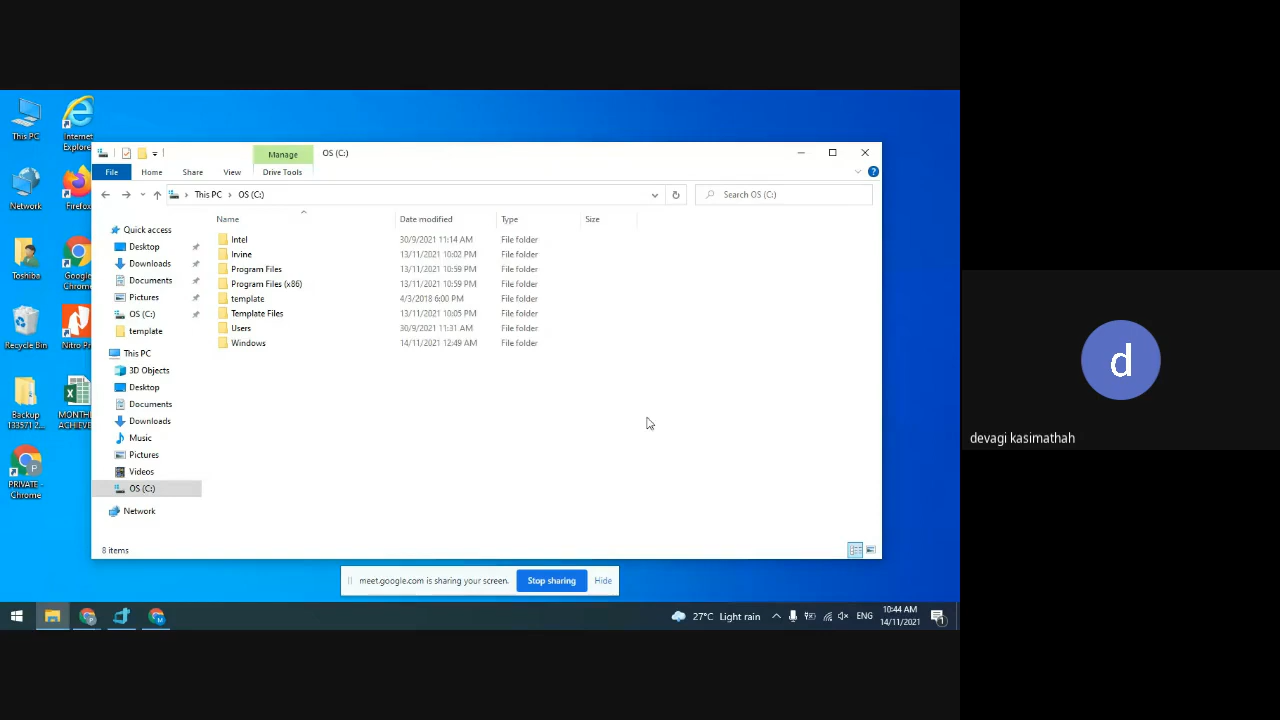 This PC
Internet
Explorer
Network
Firefox
Toshiba
Google
Chrome
Recycle Bin
Nitro Pro
Backup
133571 2...
MONTHL
ACHIEVE
PRIVATE -
Chrome
Manage
OS (C:)
File
Home
Share
View
Drive Tools
This PC
OS (C:)
Search OS (C:)
Name
Date modified
Type
Size
Quick access
Desktop
Downloads
Documents
Pictures
OS (C:)
template
This PC
3D Objects
Desktop
Documents
Downloads
Music
Pictures
Videos
OS (C:)
Network
Intel 30/9/2021 11:14 AM File folder
Irvine 13/11/2021 10:02 PM File folder
Program Files 13/11/2021 10:59 PM File folder
Program Files (x86) 13/11/2021 10:59 PM File folder
template 4/3/2018 6:00 PM File folder
Template Files 13/11/2021 10:05 PM File folder
Users 30/9/2021 11:31 AM File folder
Windows 14/11/2021 12:49 AM File folder
8 items
meet.google.com is sharing your screen.
Stop sharing
Hide
27°C Light rain
ENG
10:44 AM
14/11/2021
1
d
devagi kasimathah